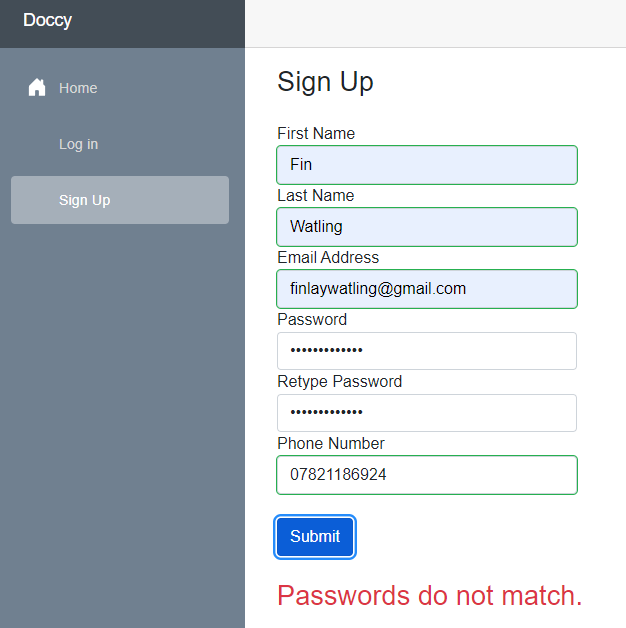 Doccy
Home
Log in
Sign Up
Sign Up
First Name
Fin
Last Name
Watling
Email Address
finlaywatling@gmail.com
Password
•••••••••••••
Retype Password
•••••••••••••
Phone Number
07821186924
Submit
Passwords do not match.